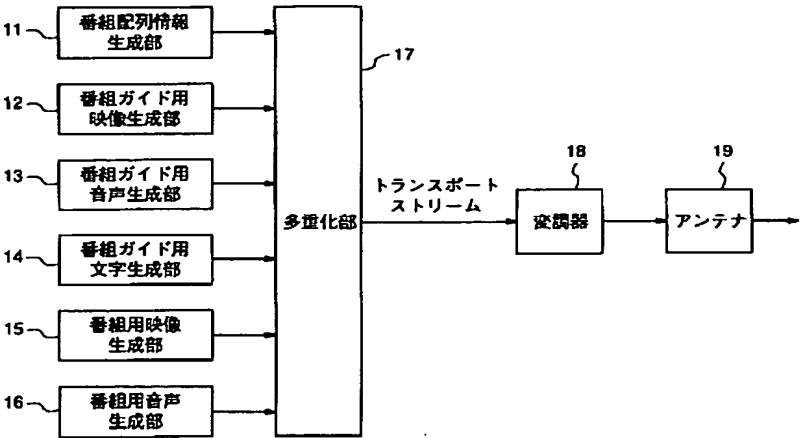 11
番組配列情報
生成部
12
番組ガイド用
映像生成部
13
番組ガイド用
音声生成部
14
番組ガイド用
文字生成部
15
番組用映像
生成部
16
番組用音声
生成部
17
多重化部
トランスポート
ストリーム
18
変調器
19
アンテナ